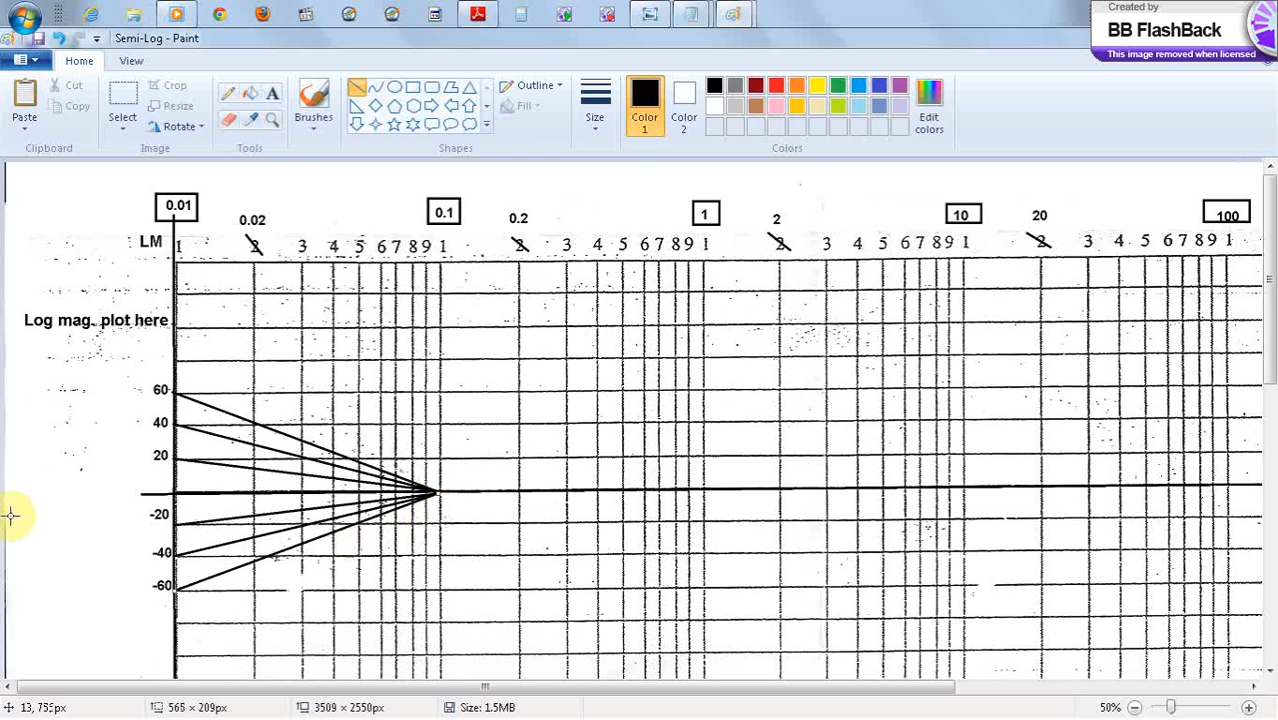 Created by
BB FlashBack
This image removed when licensed
Semi-Log - Paint
Home View
Paste
Cut
Copy
Clipboard
Select
Crop
Resize
Rotate
Image
A
Tools
Brushes
Shapes
Outline
Fill
Size
Color 1
Color 2
Edit colors
Colors
0.01 0.02 0.1 0.2 1 2 10 20 100
LM 1 2 3 4 5 6 7 8 9 1 2 3 4 5 6 7 8 9 1 2 3 4 5 6 7 8 9 1 2 3 4 5 6 7 8 9 1
Log mag. plot here
60
40
20
-20
-40
-60
13, 755px 565 × 209px 3509 × 2550px Size: 1.5MB 50%